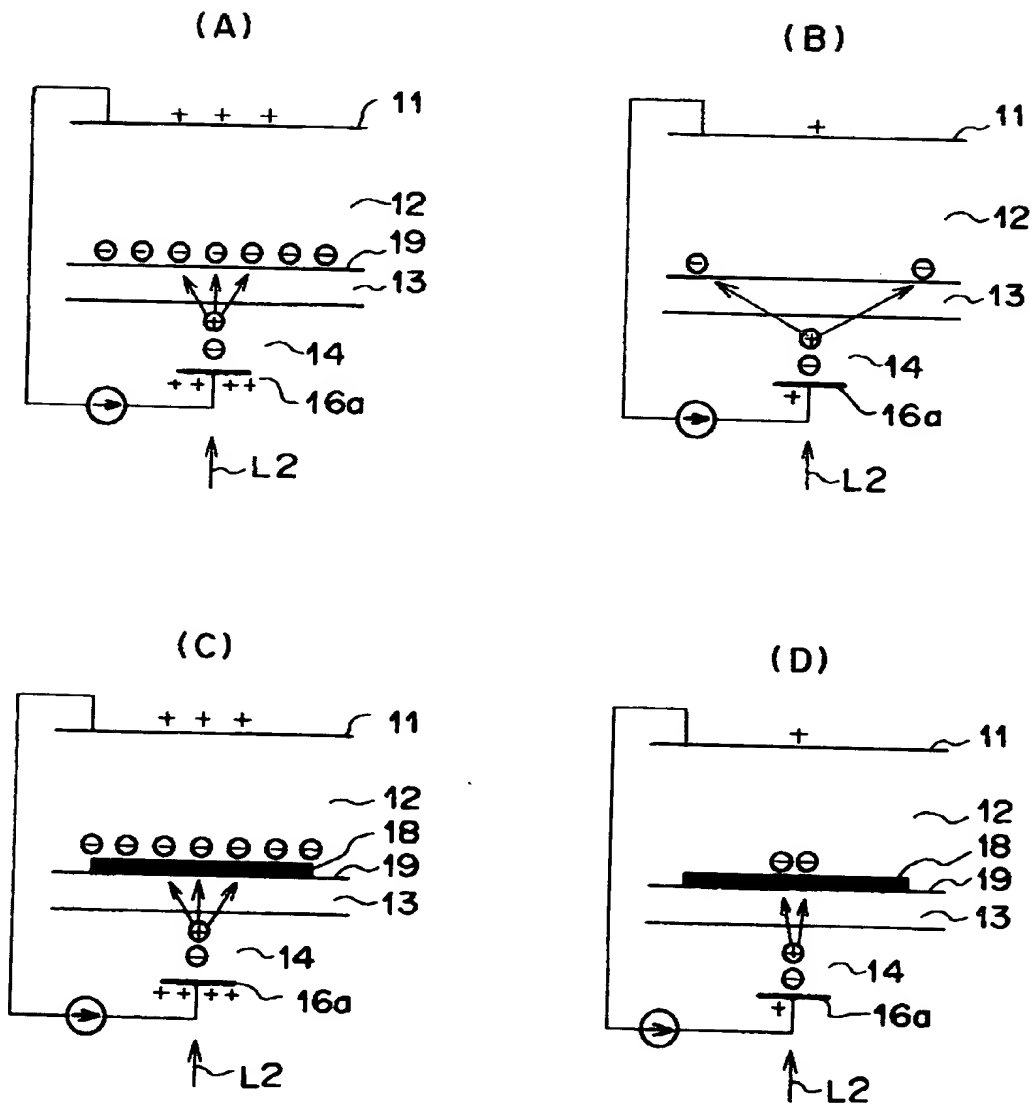 (A)
+ + +
11
12
⊖ ⊖ ⊖ ⊖ ⊖ ⊖ ⊖
19
13
⊕
⊖
14
+ + + +
16a
L2
(B)
+
11
12
⊖ ⊖
13
⊕
⊖
14
+
16a
L2
(C)
+ + +
11
12
⊖ ⊖ ⊖ ⊖ ⊖ ⊖ ⊖
18
19
13
⊕
⊖
14
+ + + +
16a
L2
(D)
+
11
12
⊖⊖
18
19
13
⊕
⊖
14
+
16a
L2